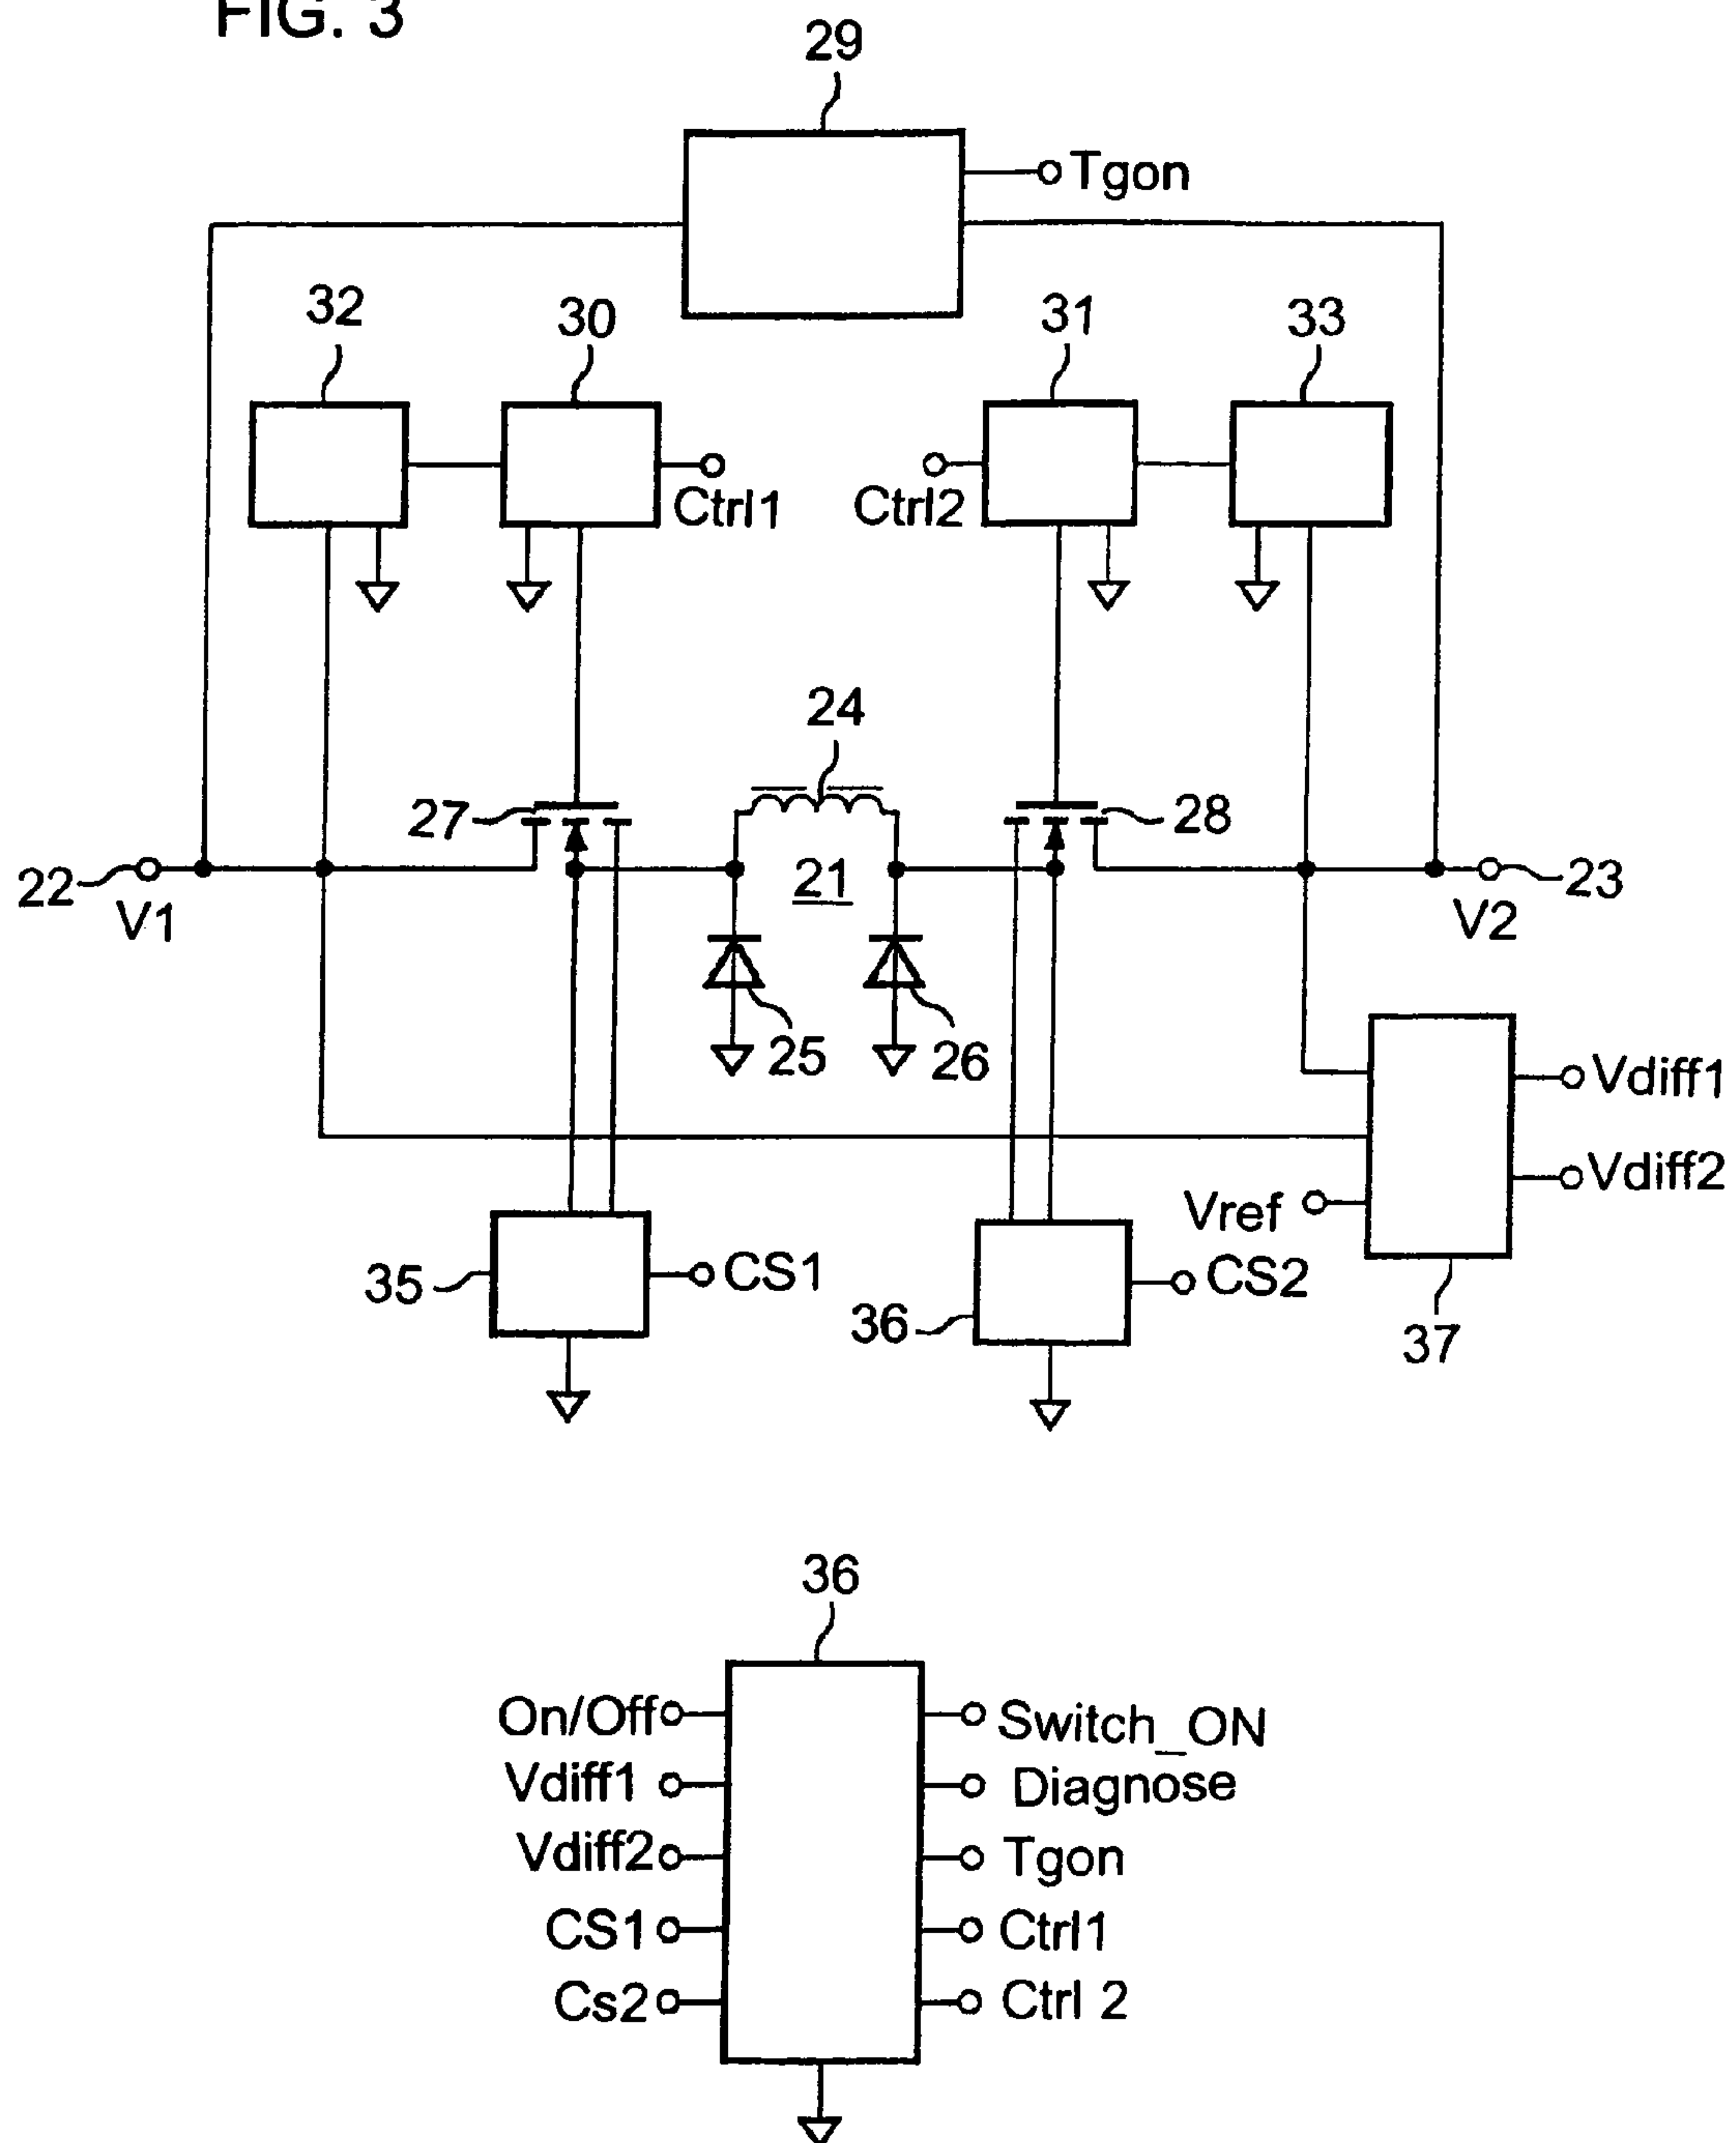 FIG. 3
29
Tgon
32
30
31
33
Ctrl1
Ctrl2
24
27
28
22
21
23
V1
V2
25
26
Vdiff1
Vdiff2
Vref
35
CS1
CS2
36
37
36
On/Off
Switch_ON
Vdiff1
Diagnose
Vdiff2
Tgon
CS1
Ctrl1
Cs2
Ctrl 2